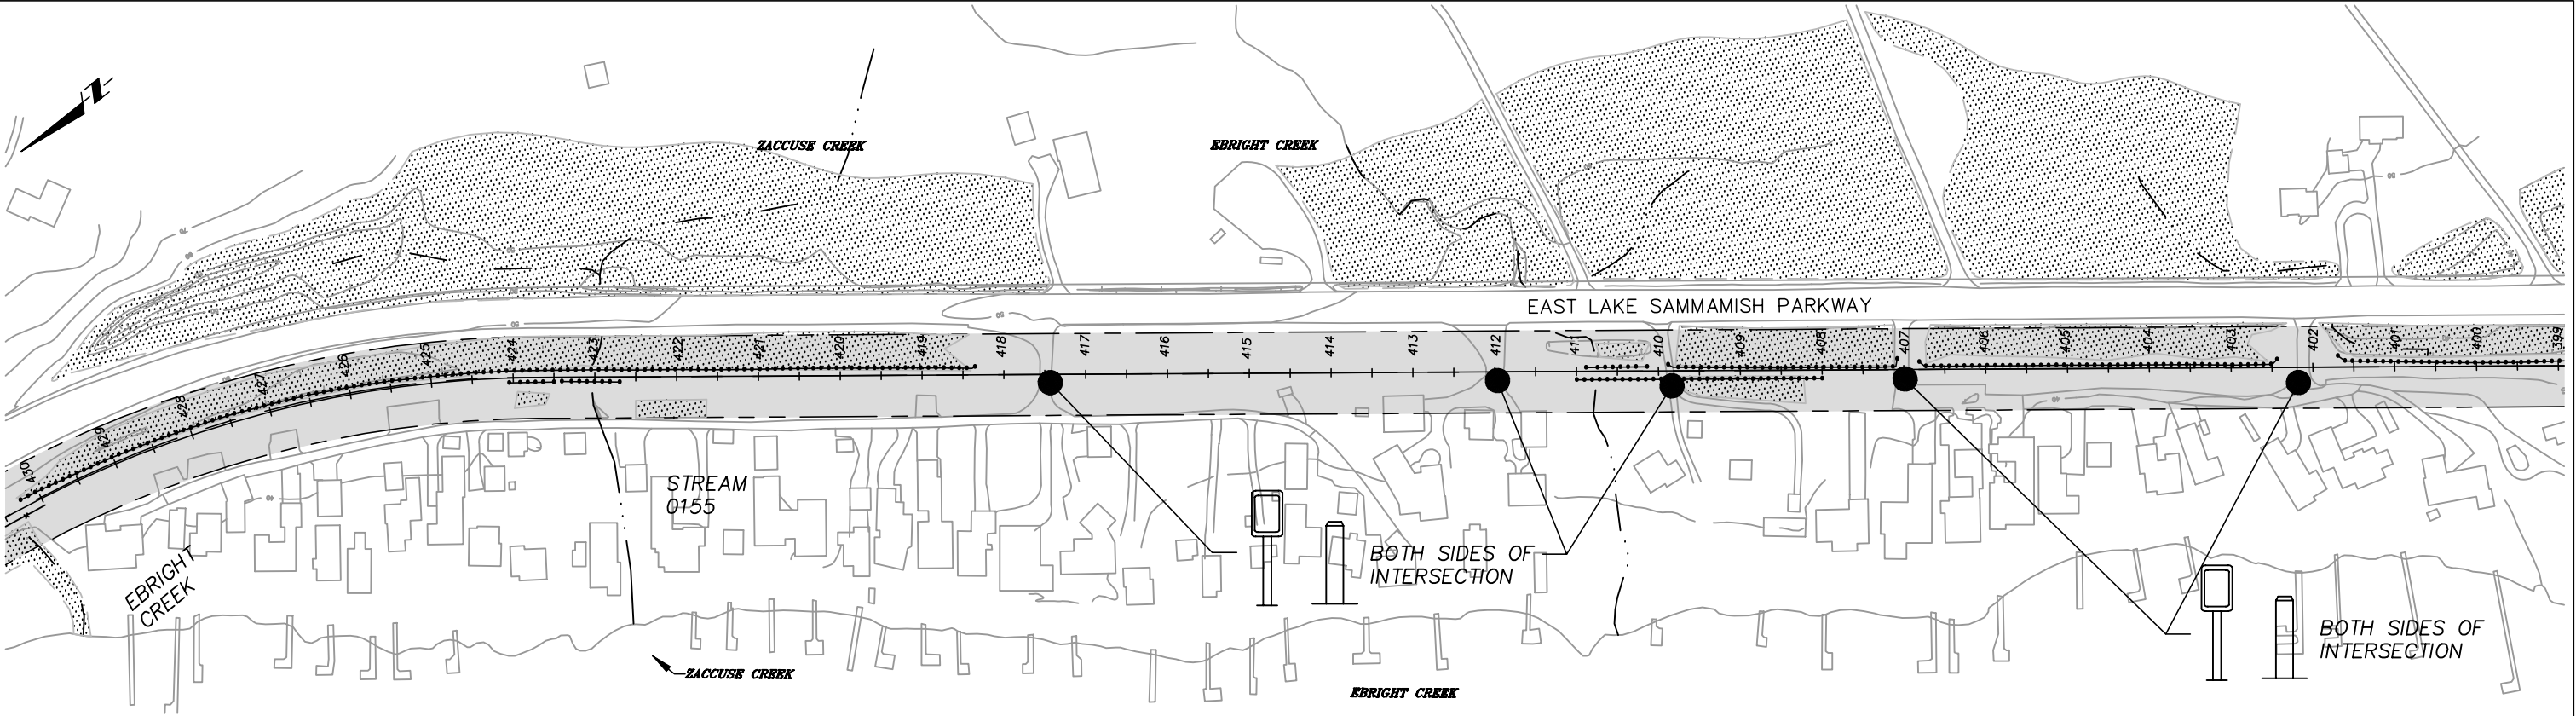 N
ZACCUSE CREEK
EBRIGHT CREEK
EAST LAKE SAMMAMISH PARKWAY
430
429
428
427
426
425
424
423
422
421
420
419
418
417
416
415
414
413
412
411
410
409
408
407
406
405
404
403
402
401
400
399
STREAM
0155
EBRIGHT
CREEK
BOTH SIDES OF
INTERSECTION
BOTH SIDES OF
INTERSECTION
ZACCUSE CREEK
EBRIGHT CREEK